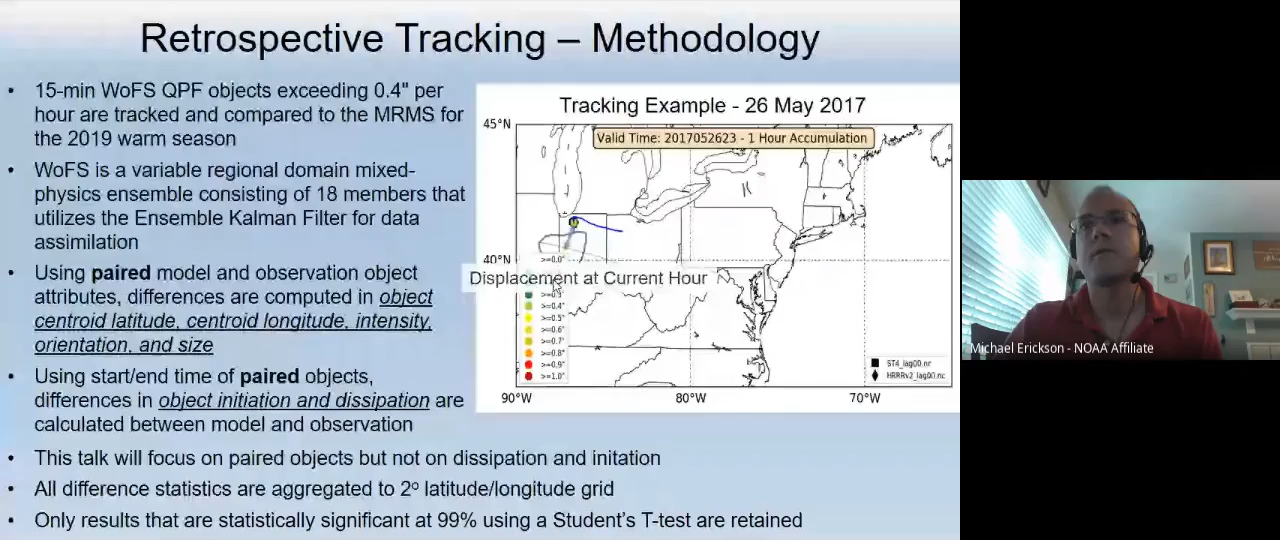 Retrospective Tracking – Methodology
• 15-min WoFS QPF objects exceeding 0.4" per
hour are tracked and compared to the MRMS for
the 2019 warm season
• WoFS is a variable regional domain mixed-
physics ensemble consisting of 18 members that
utilizes the Ensemble Kalman Filter for data
assimilation
• Using paired model and observation object
attributes, differences are computed in object
centroid latitude, centroid longitude, intensity,
orientation, and size
• Using start/end time of paired objects,
differences in object initiation and dissipation are
calculated between model and observation
• This talk will focus on paired objects but not on dissipation and initation
• All difference statistics are aggregated to 2º latitude/longitude grid
• Only results that are statistically significant at 99% using a Student's T-test are retained
Tracking Example - 26 May 2017
45°N
Valid Time: 2017052623 - 1 Hour Accumulation
40°N
>=0.0"
Displacement at Current Hour
>=0.4"
>=0.5"
>=0.6"
>=0.7"
>=0.8"
>=0.9"
>=1.0"
ST4_lag00.nc
HRRRv2_lag00.nc
90°W
80°W
70°W
Michael Erickson - NOAA Affiliate